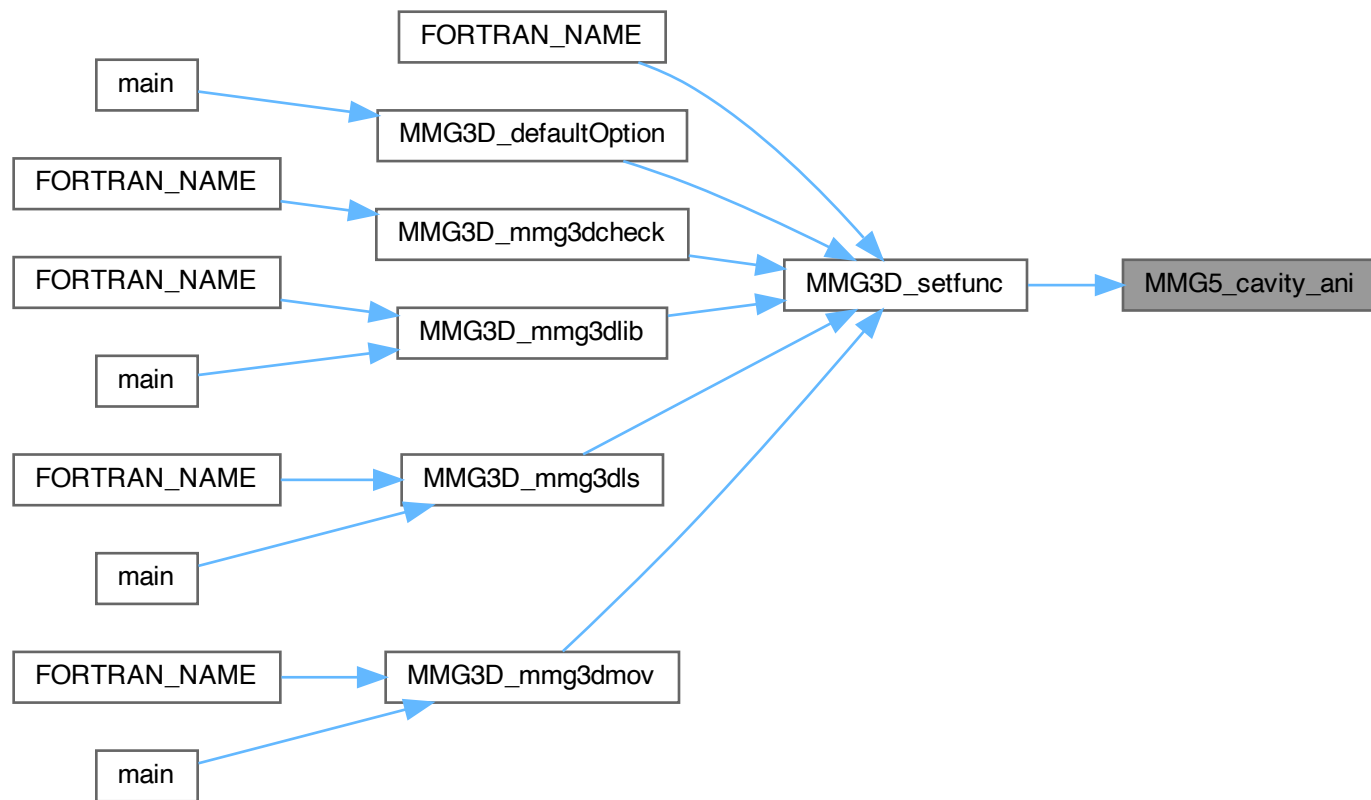 FORTRAN_NAME
main
MMG3D_defaultOption
FORTRAN_NAME
MMG3D_mmg3dcheck
FORTRAN_NAME
MMG3D_setfunc
MMG5_cavity_ani
MMG3D_mmg3dlib
main
FORTRAN_NAME
MMG3D_mmg3dls
main
FORTRAN_NAME
MMG3D_mmg3dmov
main